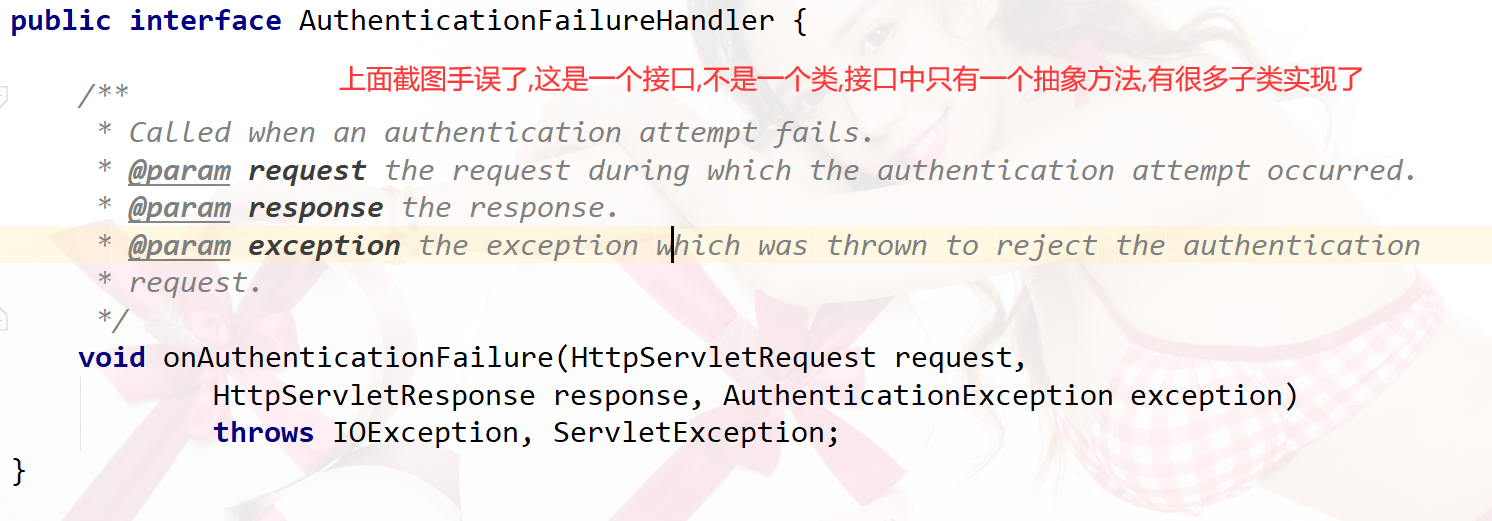 public interface AuthenticationFailureHandler {
上面截图手误了,这是一个接口,不是一个类,接口中只有一个抽象方法,有很多子类实现了
/**
* Called when an authentication attempt fails.
* @param request the request during which the authentication attempt occurred.
* @param response the response.
* @param exception the exception which was thrown to reject the authentication
* request.
*/
void onAuthenticationFailure(HttpServletRequest request,
HttpServletResponse response, AuthenticationException exception)
throws IOException, ServletException;
}